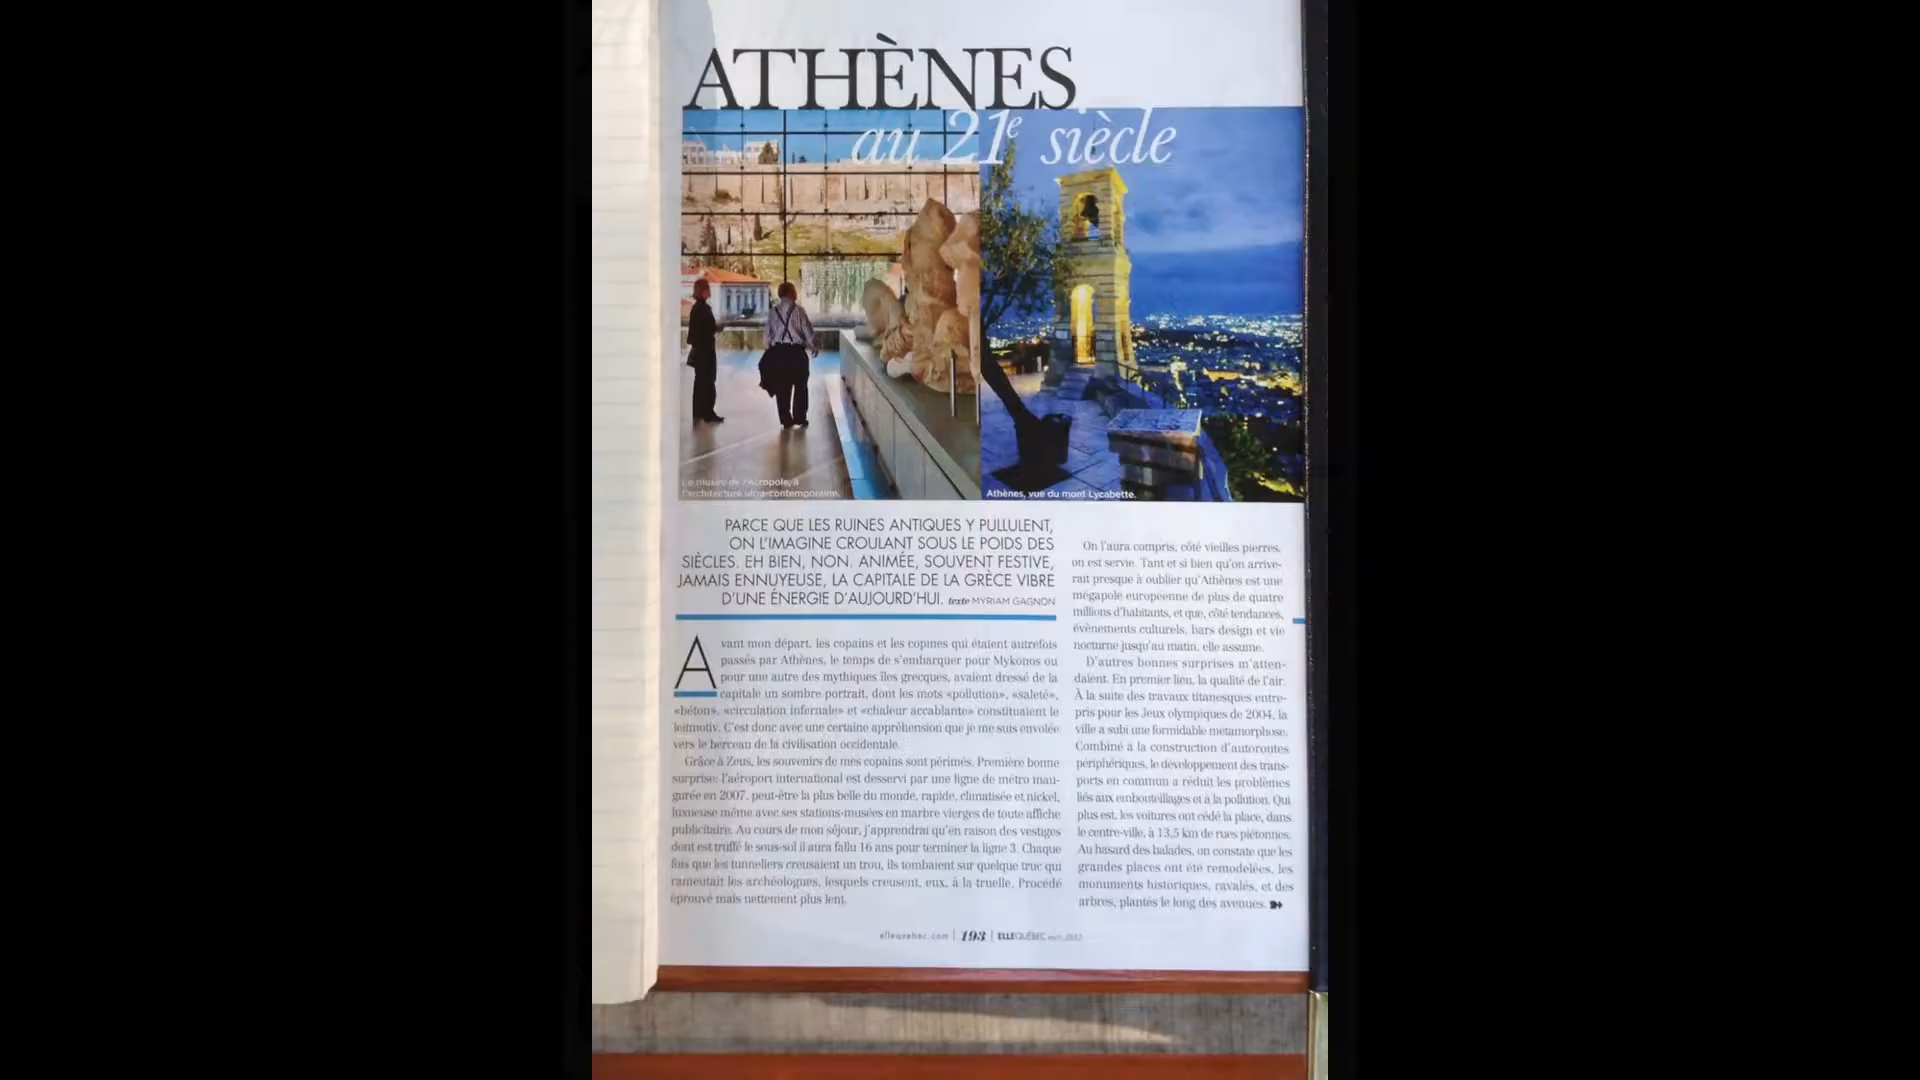 ATHÈNES
au 21e siècle
Le musée de l'Acropole, à
l'architecture ultra-contemporaine.
Athènes, vue du mont Lycabette.
PARCE QUE LES RUINES ANTIQUES Y PULLULENT,
ON L'IMAGINE CROULANT SOUS LE POIDS DES
SIÈCLES. EH BIEN, NON. ANIMÉE, SOUVENT FESTIVE,
JAMAIS ENNUYEUSE, LA CAPITALE DE LA GRÈCE VIBRE
D'UNE ÉNERGIE D'AUJOURD'HUI. texte MYRIAM GAGNON
Avant mon départ, les copains et les copines qui étaient autrefois
passés par Athènes, le temps de s'embarquer pour Mykonos ou
pour une autre des mythiques îles grecques, avaient dressé de la
capitale un sombre portrait, dont les mots «pollution», «saleté»,
«béton», «circulation infernale» et «chaleur accablante» constituaient le
leitmotiv. C'est donc avec une certaine appréhension que je me suis envolée
vers le berceau de la civilisation occidentale.
Grâce à Zeus, les souvenirs de mes copains sont périmés. Première bonne
surprise: l'aéroport international est desservi par une ligne de métro inau-
gurée en 2007, peut-être la plus belle du monde, rapide, climatisée et nickel,
luxueuse même avec ses stations-musées en marbre vierges de toute affiche
publicitaire. Au cours de mon séjour, j'apprendrai qu'en raison des vestiges
dont est truffé le sous-sol il aura fallu 16 ans pour terminer la ligne 3. Chaque
fois que les tunneliers creusaient un trou, ils tombaient sur quelque truc qui
rameutait les archéologues, lesquels creusent, eux, à la truelle. Procédé
éprouvé mais nettement plus lent.
On l'aura compris, côté vieilles pierres,
on est servie. Tant et si bien qu'on arrive-
rait presque à oublier qu'Athènes est une
mégapole européenne de plus de quatre
millions d'habitants, et que, côté tendances,
évènements culturels, bars design et vie
nocturne jusqu'au matin, elle assume.
D'autres bonnes surprises m'atten-
daient. En premier lieu, la qualité de l'air.
À la suite des travaux titanesques entre-
pris pour les Jeux olympiques de 2004, la
ville a subi une formidable métamorphose.
Combiné à la construction d'autoroutes
périphériques, le développement des trans-
ports en commun a réduit les problèmes
liés aux embouteillages et à la pollution. Qui
plus est, les voitures ont cédé la place, dans
le centre-ville, à 13,5 km de rues piétonnes.
Au hasard des balades, on constate que les
grandes places ont été remodelées, les
monuments historiques, ravalés, et des
arbres, plantés le long des avenues.
ellequebec.com | 193 | ELLE QUÉBEC